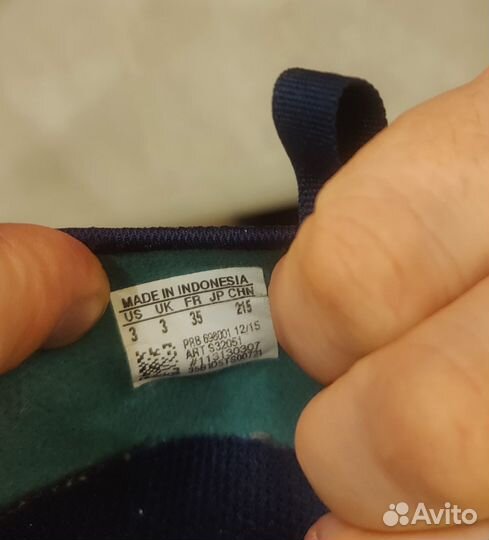 MADE IN INDONESIA
US UK FR JP CHN
3 3 35 215
PRB 698001 12/15
ART S32051
#113130307
Avito